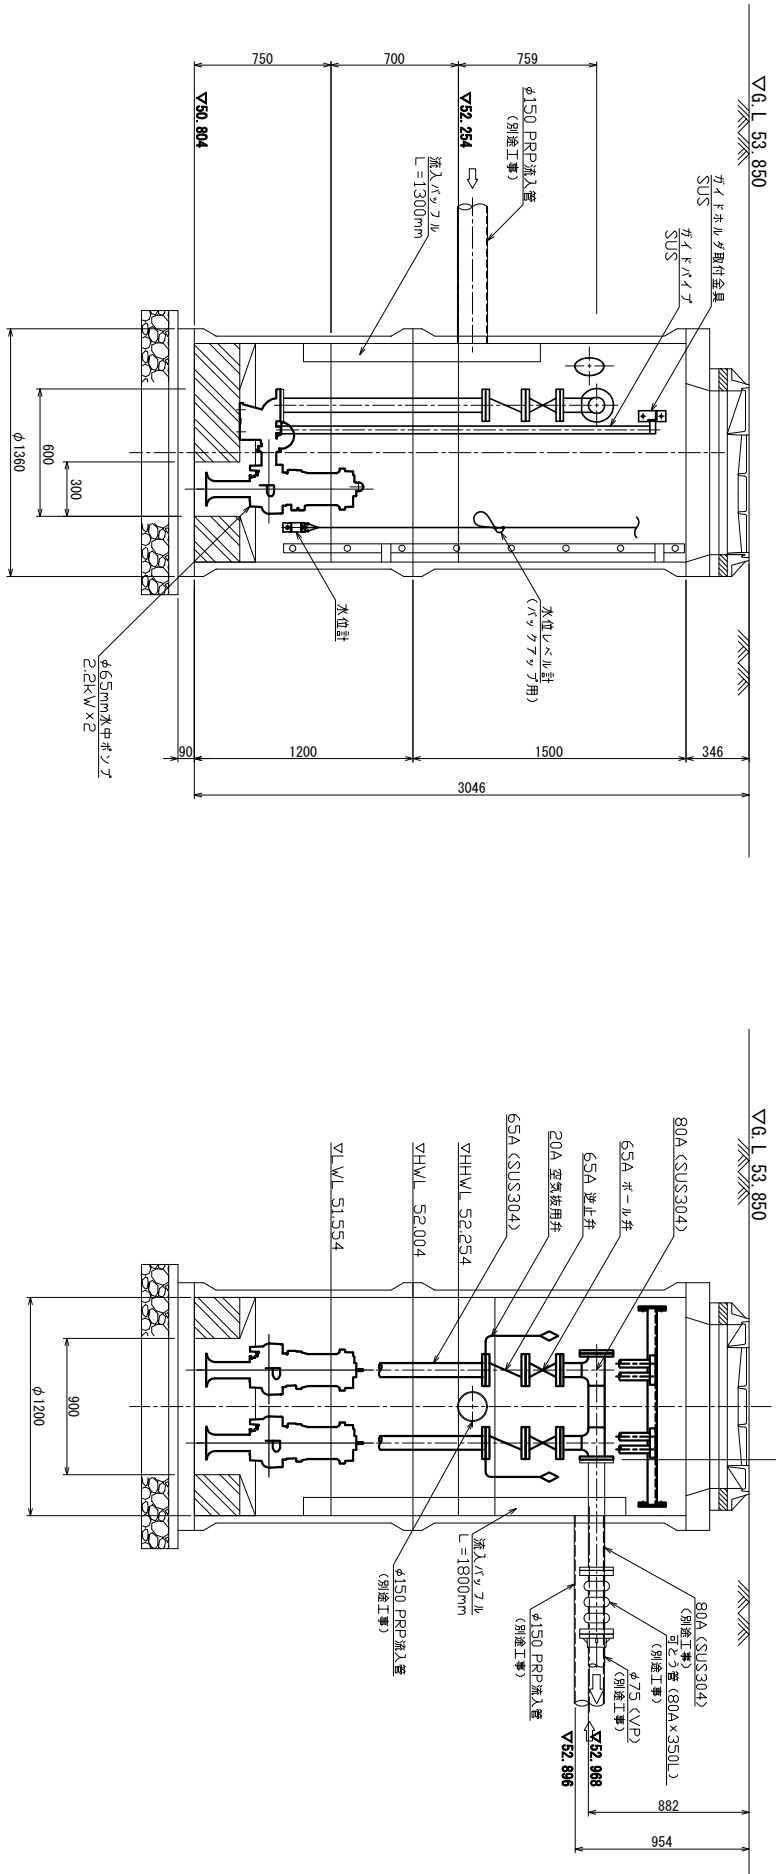 ▽G.L 53.850
ガイドホルダ取付金具
SUS
ガイドパイプ
SUS
φ150 PRP流入管
(別途工事)
流入バッフル
L=1300mm
759
700
750
▽52.254
▽50.804
水位レベル計
(バックアップ用)
水位計
φ65mm水中ポンプ
2.2kW×2
P
346
1500
1200
90
3046
300
600
φ1360
▽G.L 53.850
80A (SUS304)
65A ボール弁
65A 逆止弁
20A 空気抜用弁
65A (SUS304)
▽HHWL 52.254
▽HWL 52.004
▽LWL 51.554
P
P
80A (SUS304)
(別途工事)
可とう管 (80A×350L)
(別途工事)
φ75 (VP)
(別途工事)
φ150 PRP流入管
(別途工事)
流入バッフル
L=1800mm
φ150 PRP流入管
(別途工事)
▽52.968
▽52.896
882
954
900
φ1200